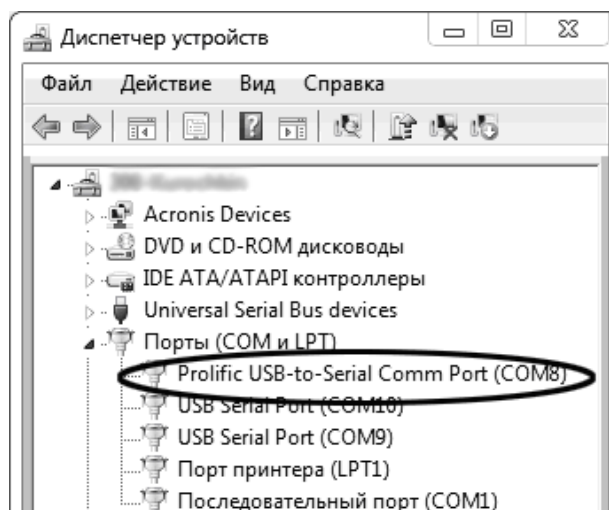 Диспетчер устройств
Файл Действие Вид Справка
Acronis Devices
DVD и CD-ROM дисководы
IDE ATA/ATAPI контроллеры
Universal Serial Bus devices
Порты (COM и LPT)
Prolific USB-to-Serial Comm Port (COM8)
USB Serial Port (COM10)
USB Serial Port (COM9)
Порт принтера (LPT1)
Последовательный порт (COM1)